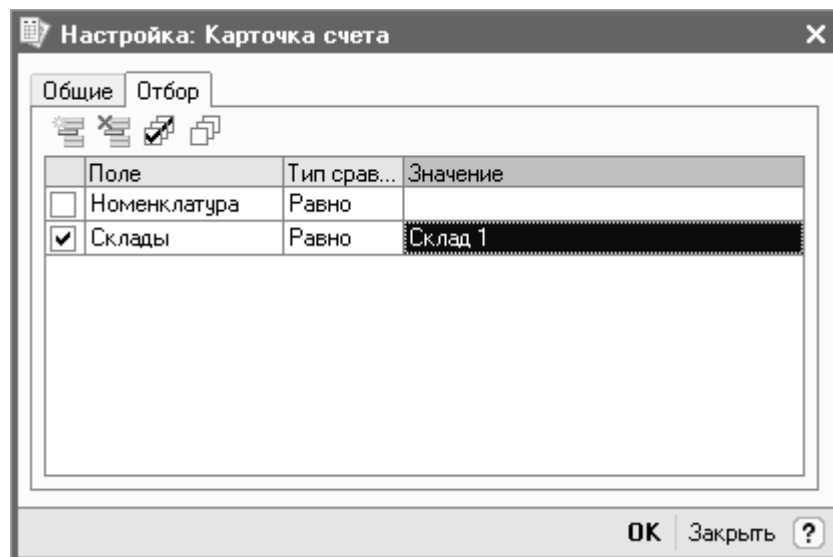 Настройка: Карточка счета
Общие Отбор
Поле Тип срав... Значение
Номенклатура Равно
Склады Равно Склад 1
OK Закрыть ?